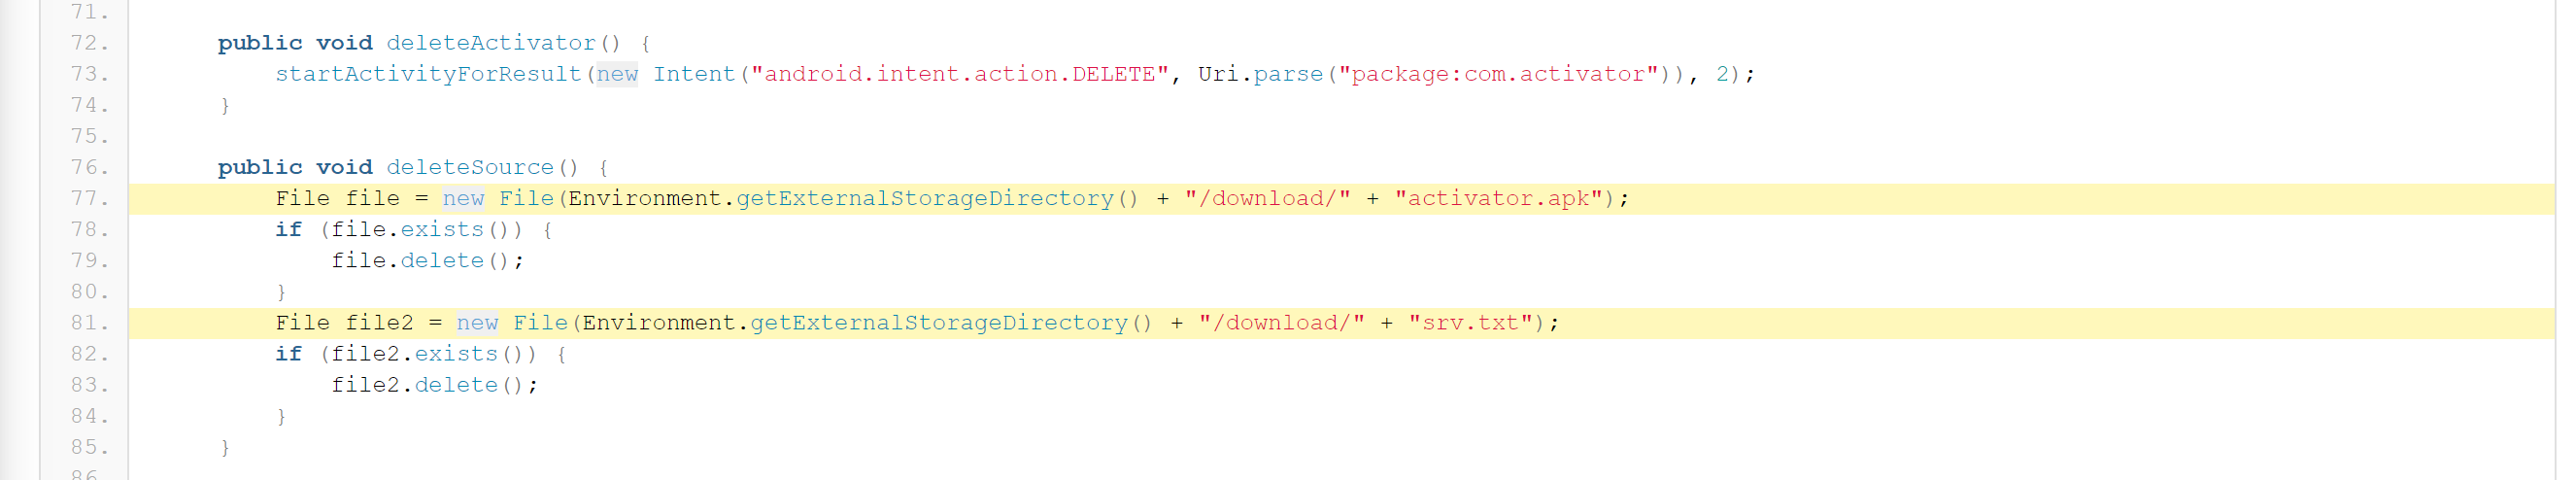 71.
72. public void deleteActivator() {
73. startActivityForResult(new Intent("android.intent.action.DELETE", Uri.parse("package:com.activator")), 2);
74. }
75.
76. public void deleteSource() {
77. File file = new File(Environment.getExternalStorageDirectory() + "/download/" + "activator.apk");
78. if (file.exists()) {
79. file.delete();
80. }
81. File file2 = new File(Environment.getExternalStorageDirectory() + "/download/" + "srv.txt");
82. if (file2.exists()) {
83. file2.delete();
84. }
85. }
86.